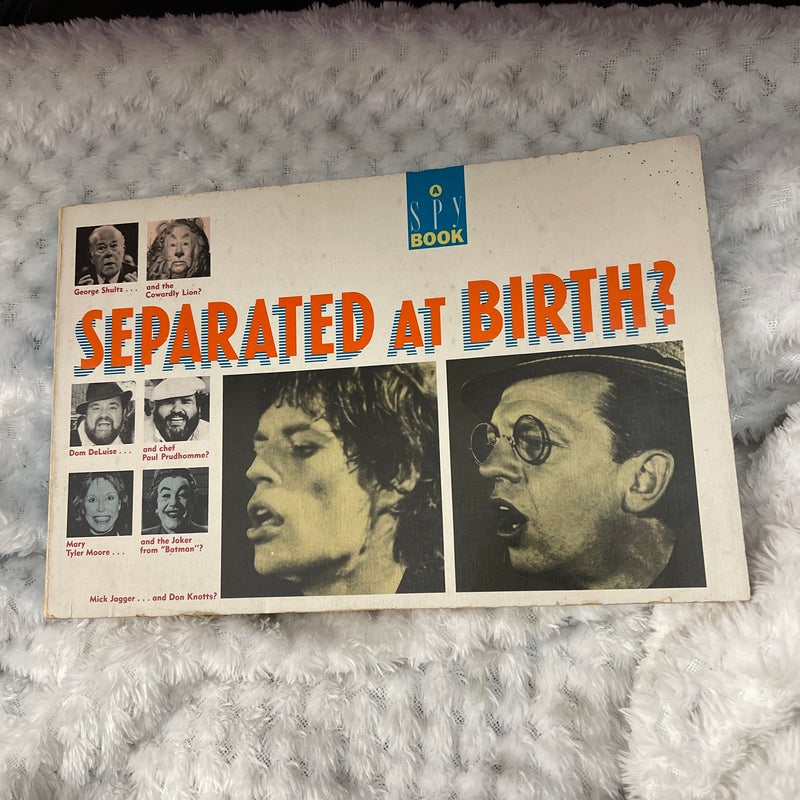 A
SPY
BOOK
George Shultz . . .
and the
Cowardly Lion?
SEPARATED AT BIRTH?
Dom DeLuise . . .
and chef
Paul Prudhomme?
Mary
Tyler Moore . . .
and the Joker
from "Batman"?
Mick Jagger . . . and Don Knotts?